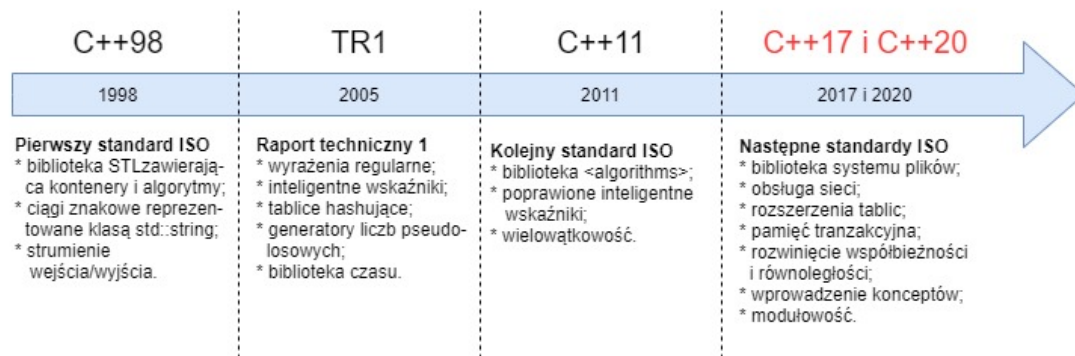 C++98
TR1
C++11
C++17 i C++20
1998
2005
2011
2017 i 2020
Pierwszy standard ISO
* biblioteka STLzawierają-
ca kontenery i algorytmy;
* ciągi znakowe reprezen-
towane klasą std::string;
* strumienie
wejścia/wyjścia.
Raport techniczny 1
* wyrażenia regularne;
* inteligentne wskaźniki;
* tablice hashujące;
* generatory liczb pseudo-
losowych;
* biblioteka czasu.
Kolejny standard ISO
* biblioteka <algorithms>;
* poprawione inteligentne
wskaźniki;
* wielowątkowość.
Następne standardy ISO
* biblioteka systemu plików;
* obsługa sieci;
* rozszerzenia tablic;
* pamięć tranzakcyjna;
* rozwinięcie współbieżności
i równoległości;
* wprowadzenie konceptów;
* modułowość.